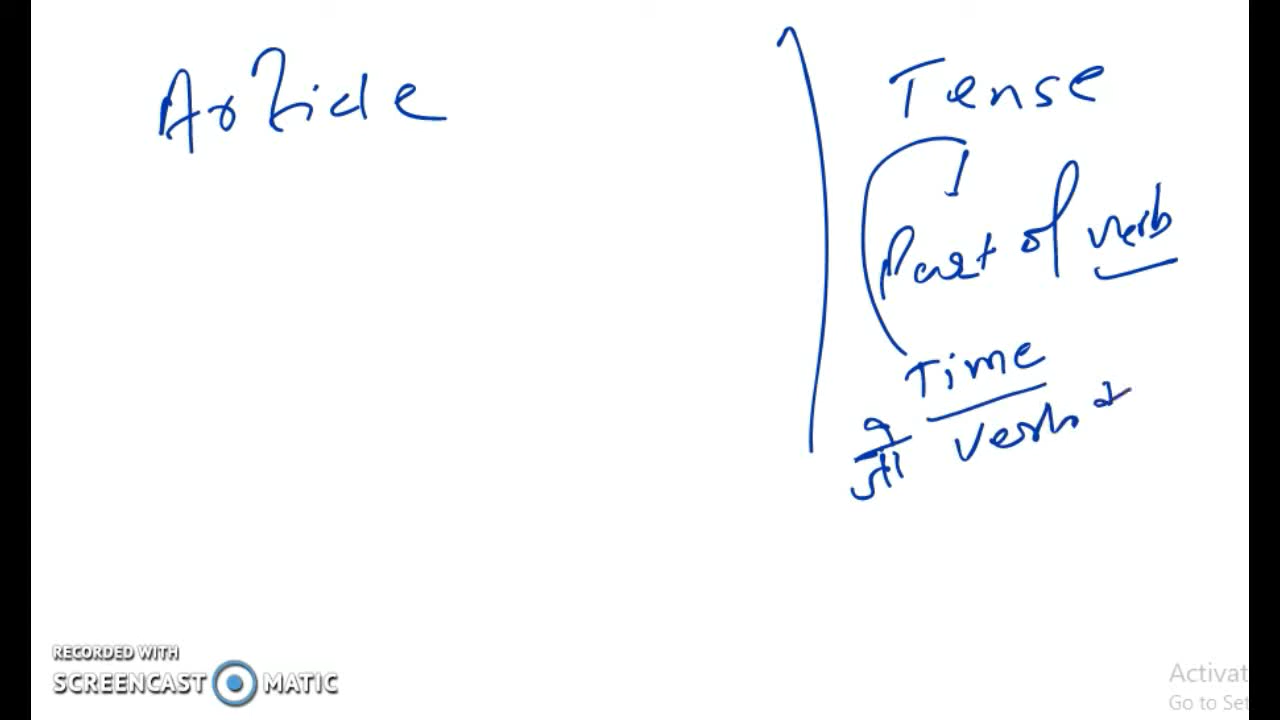 Article
Tense
Part of verb
Time
verb
RECORDED WITH
SCREENCAST MATIC
Activat
Go to Set